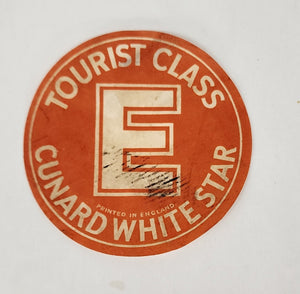 TOURIST CLASS
E
PRINTED IN ENGLAND
CUNARD WHITE STAR